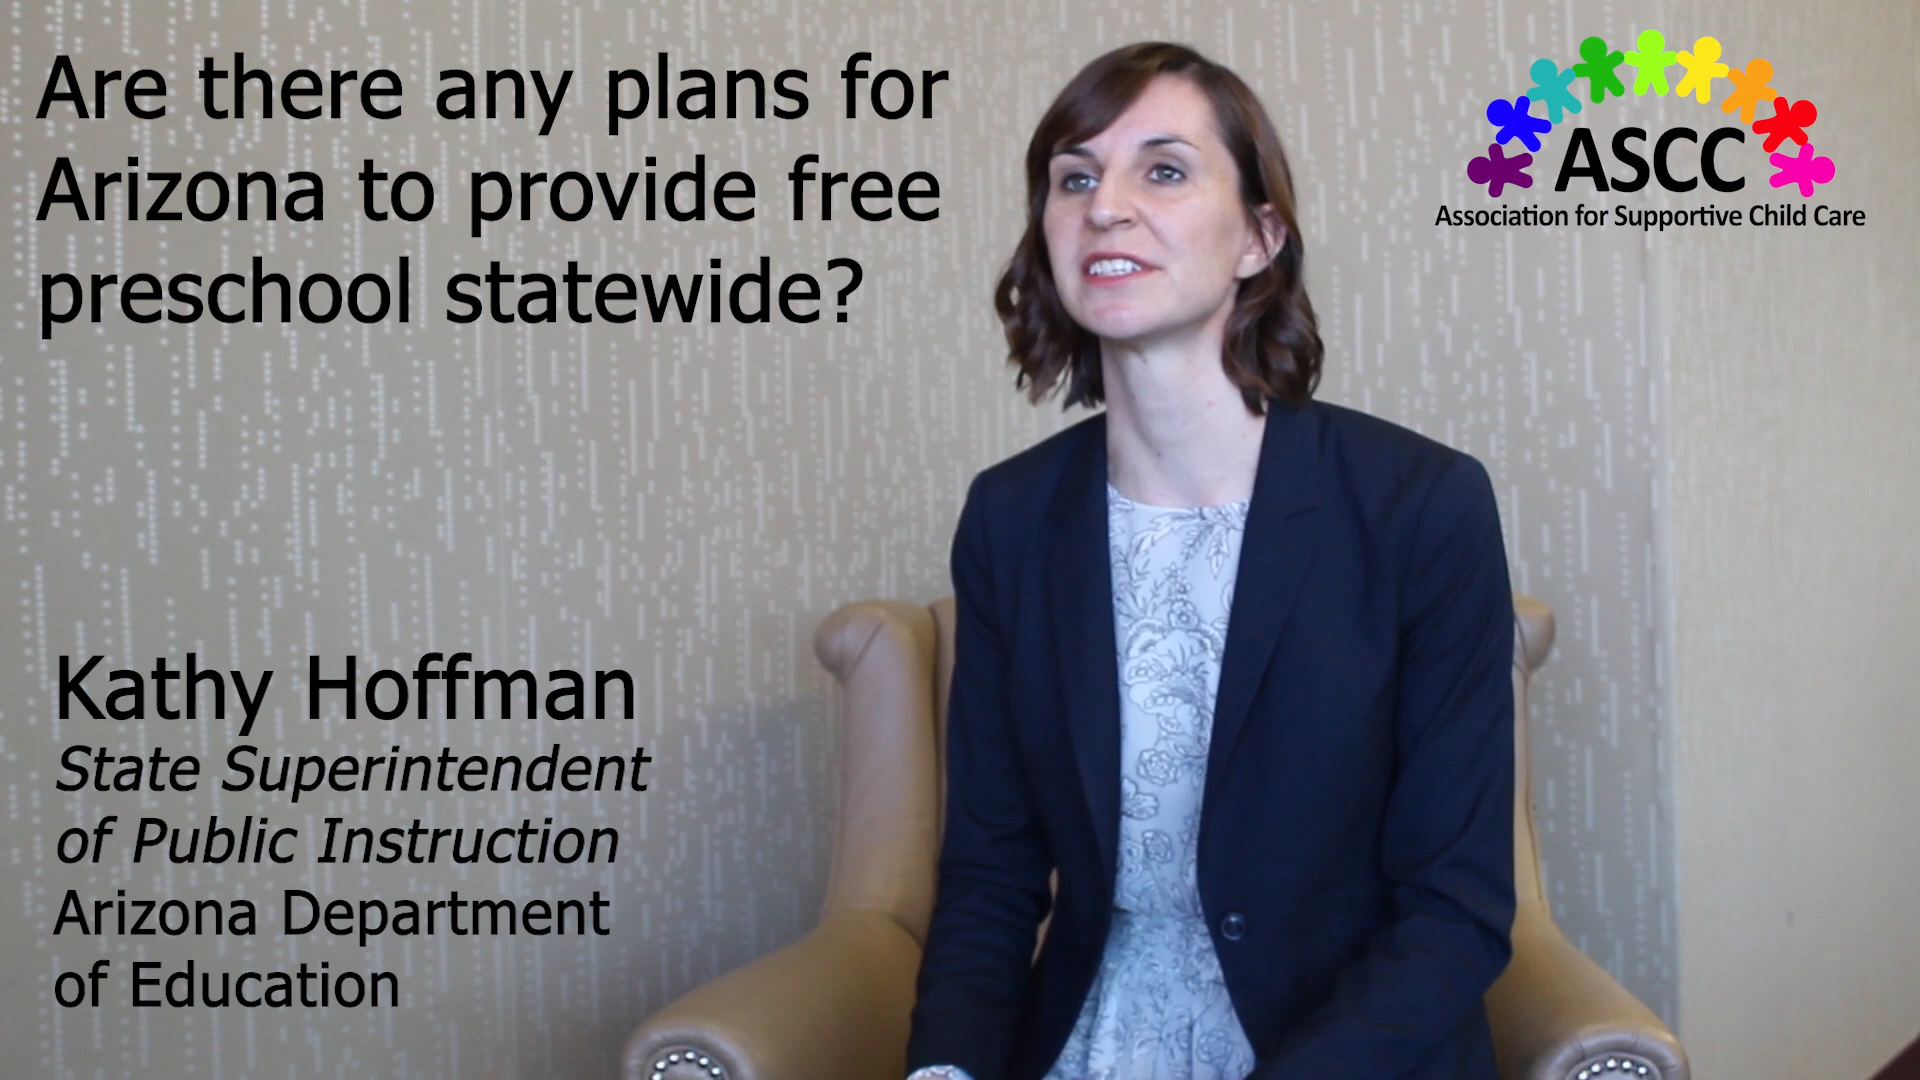 Are there any plans for
Arizona to provide free
preschool statewide?
ASCC
Association for Supportive Child Care
Kathy Hoffman
State Superintendent
of Public Instruction
Arizona Department
of Education